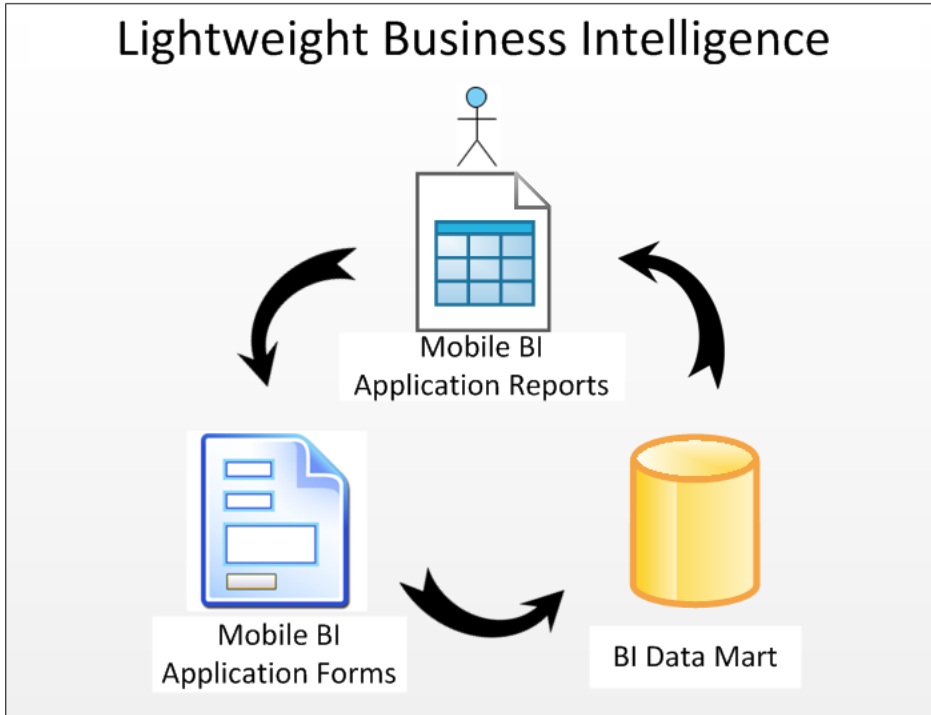 Lightweight Business Intelligence
Mobile BI
Application Reports
Mobile BI
Application Forms
BI Data Mart